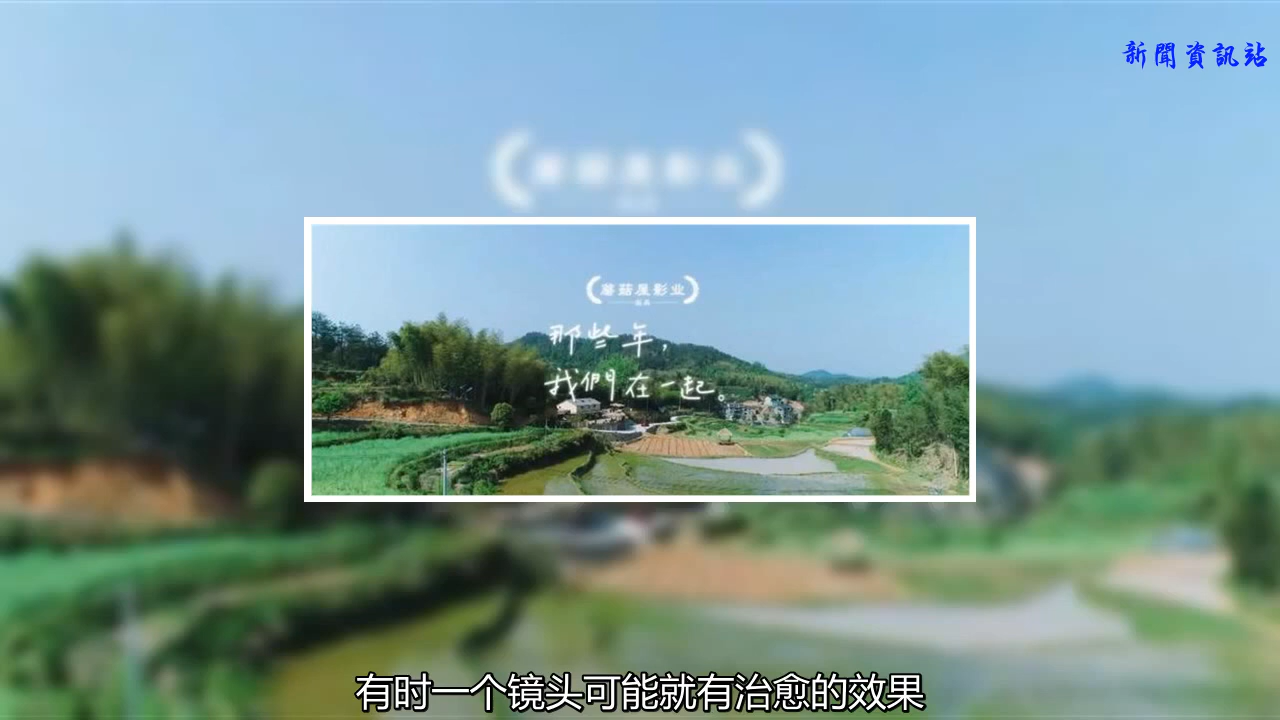 新聞資訊站
蘑菇屋影业
那些年，
我們在一起。
有时一个镜头可能就有治愈的效果